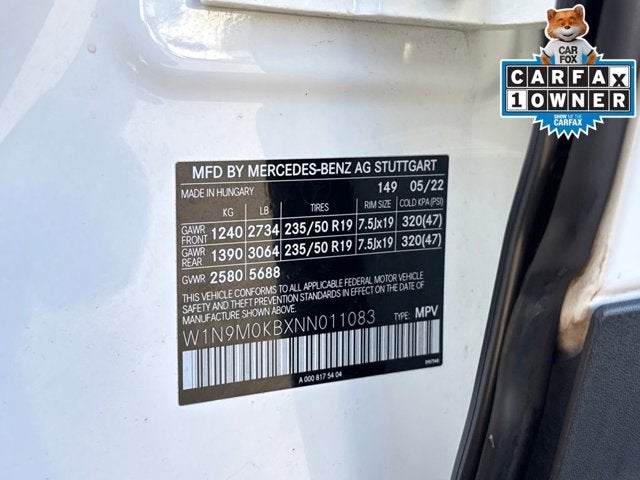 CAR
FOX
CARFAX
1 OWNER
SHOW ME THE
CARFAX
MFD BY MERCEDES-BENZ AG STUTTGART
MADE IN HUNGARY 149 05/22
KG LB TIRES RIM SIZE COLD KPA(PSI)
GAWR FRONT 1240 2734 235/50 R19 7.5Jx19 320(47)
GAWR REAR 1390 3064 235/50 R19 7.5Jx19 320(47)
GVWR 2580 5688
THIS VEHICLE CONFORMS TO ALL APPLICABLE FEDERAL MOTOR VEHICLE
SAFETY AND THEFT PREVENTION STANDARDS IN EFFECT ON THE DATE OF
MANUFACTURE SHOWN ABOVE.
W1N9M0KBXNN011083 TYPE: MPV
A 000 817 54 04